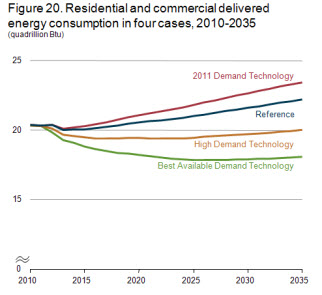 Figure 20. Residential and commercial delivered
energy consumption in four cases, 2010-2035
(quadrillion Btu)
25
2011 Demand Technology
Reference
20
High Demand Technology
Best Available Demand Technology
15
0
2010 2015 2020 2025 2030 2035